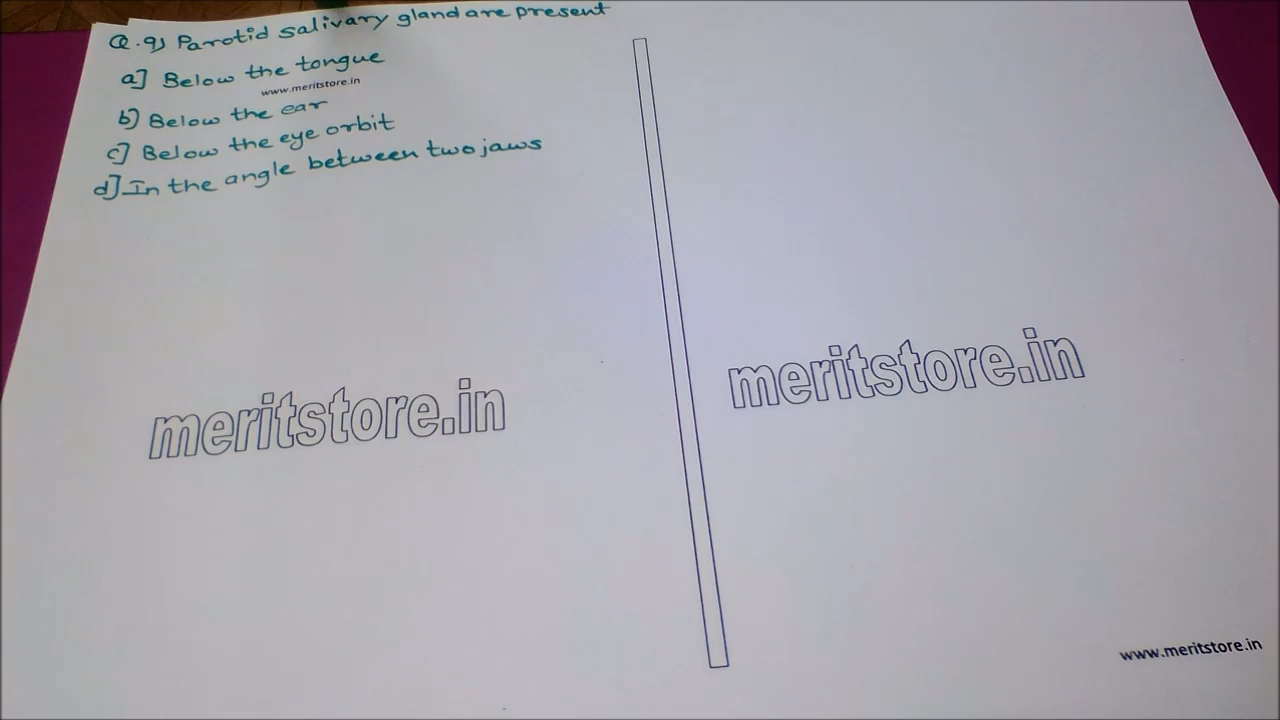 Q.9) Parotid salivary gland are present
a] Below the tongue
www.meritstore.in
b] Below the ear
c] Below the eye orbit
d] In the angle between two jaws
meritstore.in
meritstore.in
www.meritstore.in